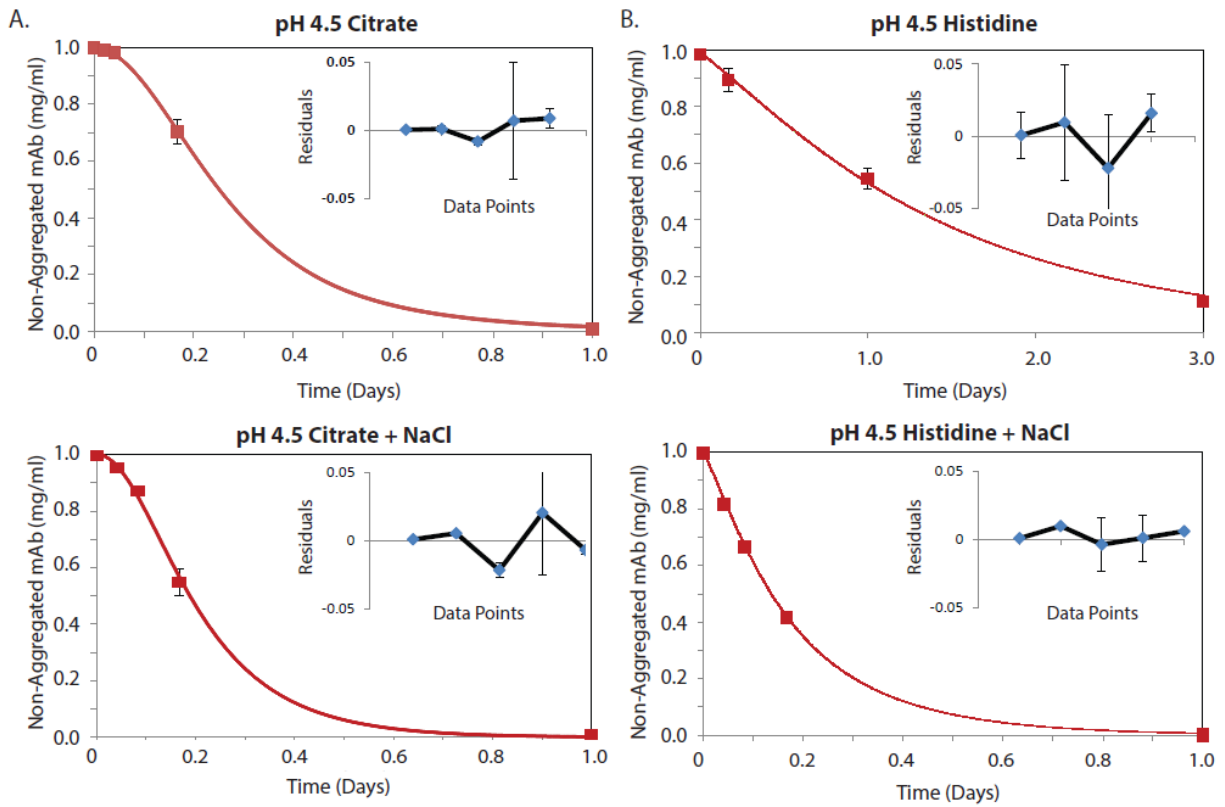 A.
pH 4.5 Citrate
Non-Aggregated mAb (mg/ml)
1.0
0.8
0.6
0.4
0.2
0.0
0
0.2
0.4
0.6
0.8
1.0
Time (Days)
Residuals
0.05
0
-0.05
Data Points
B.
pH 4.5 Histidine
Non-Aggregated mAb (mg/ml)
1.0
0.8
0.6
0.4
0.2
0.0
0
1.0
2.0
3.0
Time (Days)
Residuals
0.05
0
-0.05
Data Points
pH 4.5 Citrate + NaCl
Non-Aggregated mAb (mg/ml)
1.0
0.8
0.6
0.4
0.2
0.0
0
0.2
0.4
0.6
0.8
1.0
Time (Days)
Residuals
0.05
0
-0.05
Data Points
pH 4.5 Histidine + NaCl
Non-Aggregated mAb (mg/ml)
1.0
0.8
0.6
0.4
0.2
0.0
0
0.2
0.4
0.6
0.8
1.0
Time (Days)
Residuals
0.05
0
-0.05
Data Points